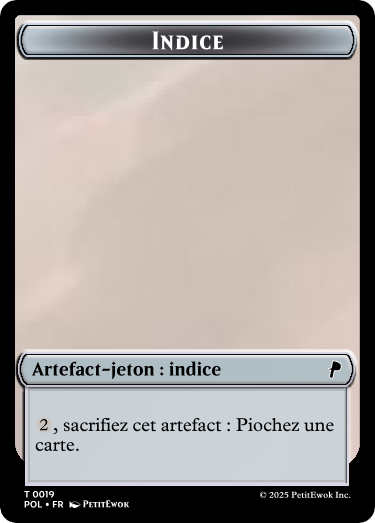 Indice
Artefact-jeton : indice
2, sacrifiez cet artefact : Piochez une
carte.
T 0019
POL • FR PetitEwok
© 2025 PetitEwok Inc.